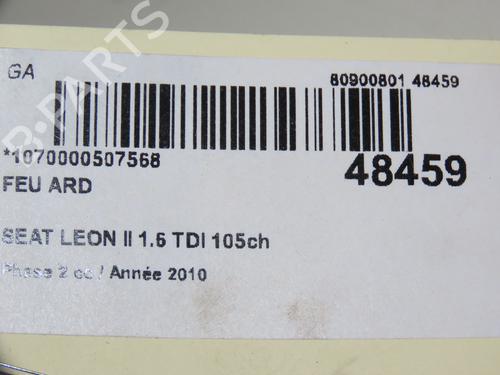 GA
80900801 48459
*1070000507568
48459
FEU ARD
SEAT LEON II 1.6 TDI 105ch
Phase 2 cc / Année 2010
B-PARTS